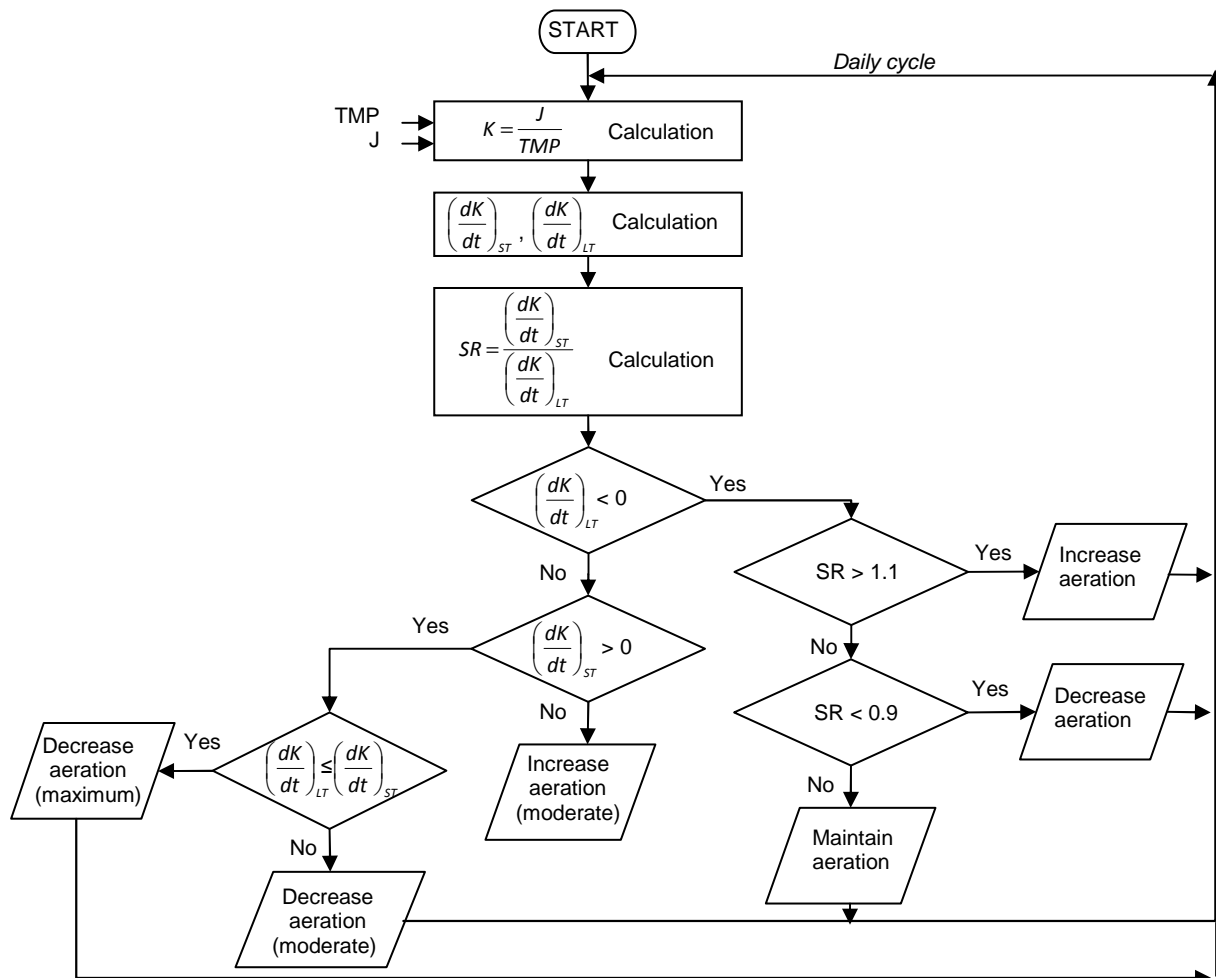 START
Daily cycle
TMP
J
K = J / TMP Calculation
(dK/dt)ST , (dK/dt)LT Calculation
SR = (dK/dt)ST / (dK/dt)LT Calculation
(dK/dt)LT < 0
Yes
No
SR > 1.1
Yes
Increase
aeration
No
(dK/dt)ST > 0
Yes
No
SR < 0.9
Yes
Decrease
aeration
No
Decrease
aeration
(maximum)
Yes
(dK/dt)LT ≤ (dK/dt)ST
No
Increase
aeration
(moderate)
Maintain
aeration
Decrease
aeration
(moderate)